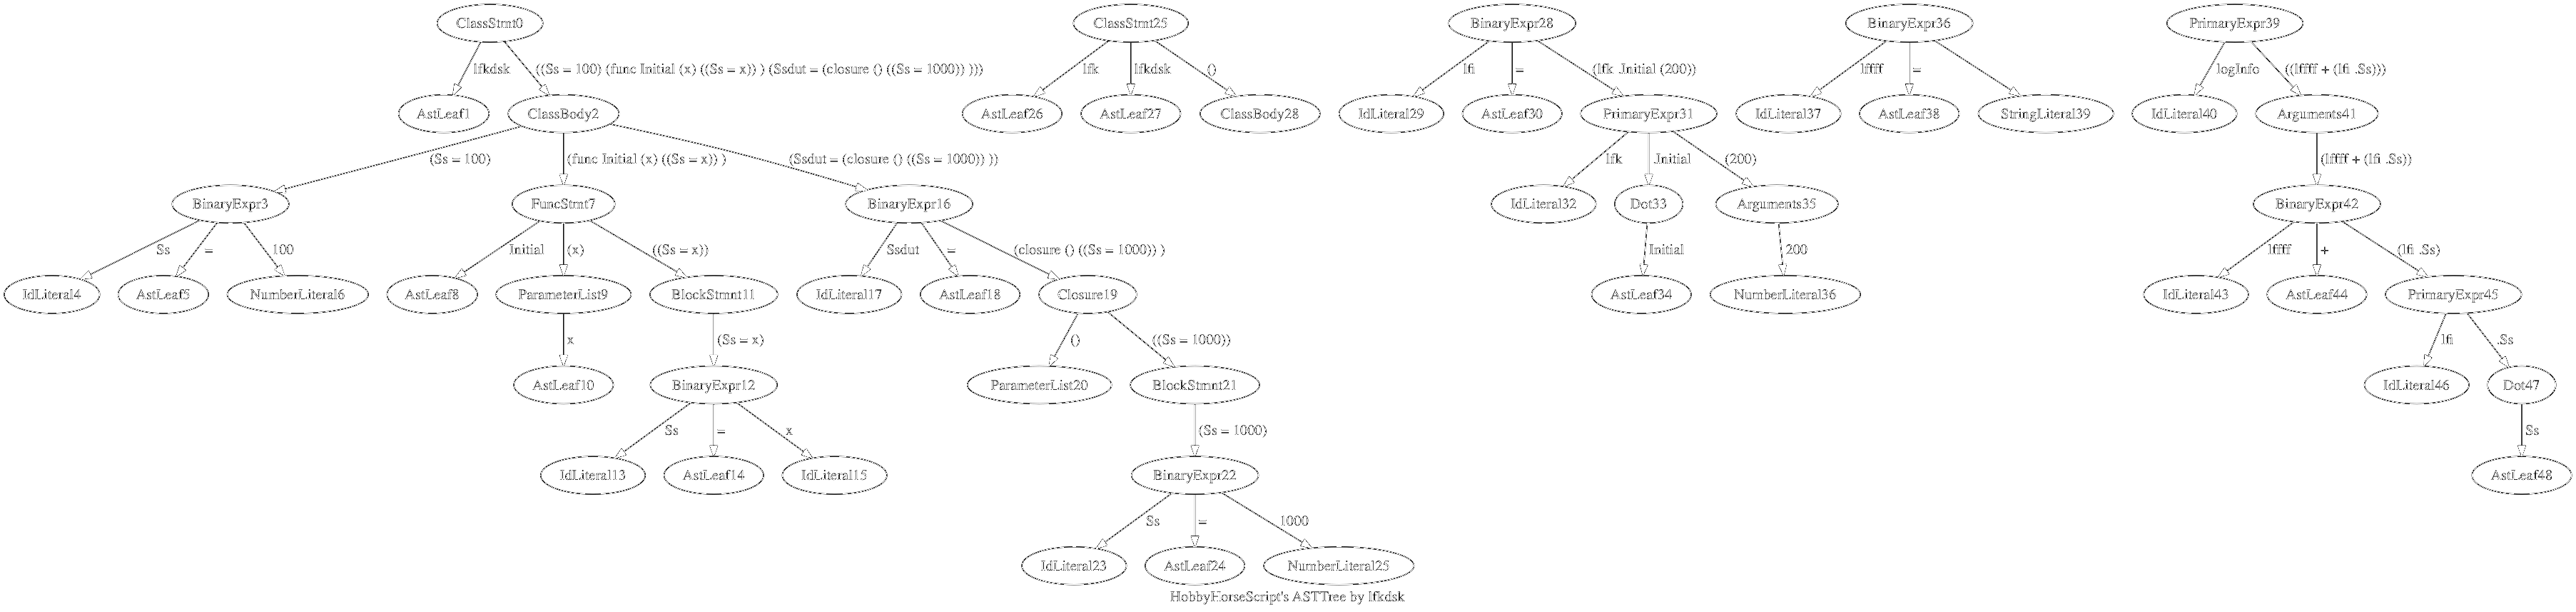 ClassStmt0 ClassStmt25 BinaryExpr28 BinaryExpr36 PrimaryExpr39
lfkdsk ((Ss = 100) (func Initial (x) ((Ss = x)) ) (Ssdut = (closure () ((Ss = 1000)) ))) lfk lfkdsk () lfi = (lfk .Initial (200)) lffff = logInfo ((lffff + (lfi .Ss)))
AstLeaf1 ClassBody2 AstLeaf26 AstLeaf27 ClassBody28 IdLiteral29 AstLeaf30 PrimaryExpr31 IdLiteral37 AstLeaf38 StringLiteral39 IdLiteral40 Arguments41
(Ss = 100) (func Initial (x) ((Ss = x)) ) (Ssdut = (closure () ((Ss = 1000)) )) lfk .Initial (200) (lffff + (lfi .Ss))
BinaryExpr3 FuncStmt7 BinaryExpr16 IdLiteral32 Dot33 Arguments35 BinaryExpr42
Ss = 100 Initial (x) ((Ss = x)) Ssdut = (closure () ((Ss = 1000)) ) Initial 200 lffff + (lfi .Ss)
IdLiteral4 AstLeaf5 NumberLiteral6 AstLeaf8 ParameterList9 BlockStmnt11 IdLiteral17 AstLeaf18 Closure19 AstLeaf34 NumberLiteral36 IdLiteral43 AstLeaf44 PrimaryExpr45
x (Ss = x) () ((Ss = 1000)) lfi .Ss
AstLeaf10 BinaryExpr12 ParameterList20 BlockStmnt21 IdLiteral46 Dot47
Ss = x (Ss = 1000) Ss
IdLiteral13 AstLeaf14 IdLiteral15 BinaryExpr22 AstLeaf48
Ss = 1000
IdLiteral23 AstLeaf24 NumberLiteral25
HobbyHorseScript's ASTTree by lfkdsk